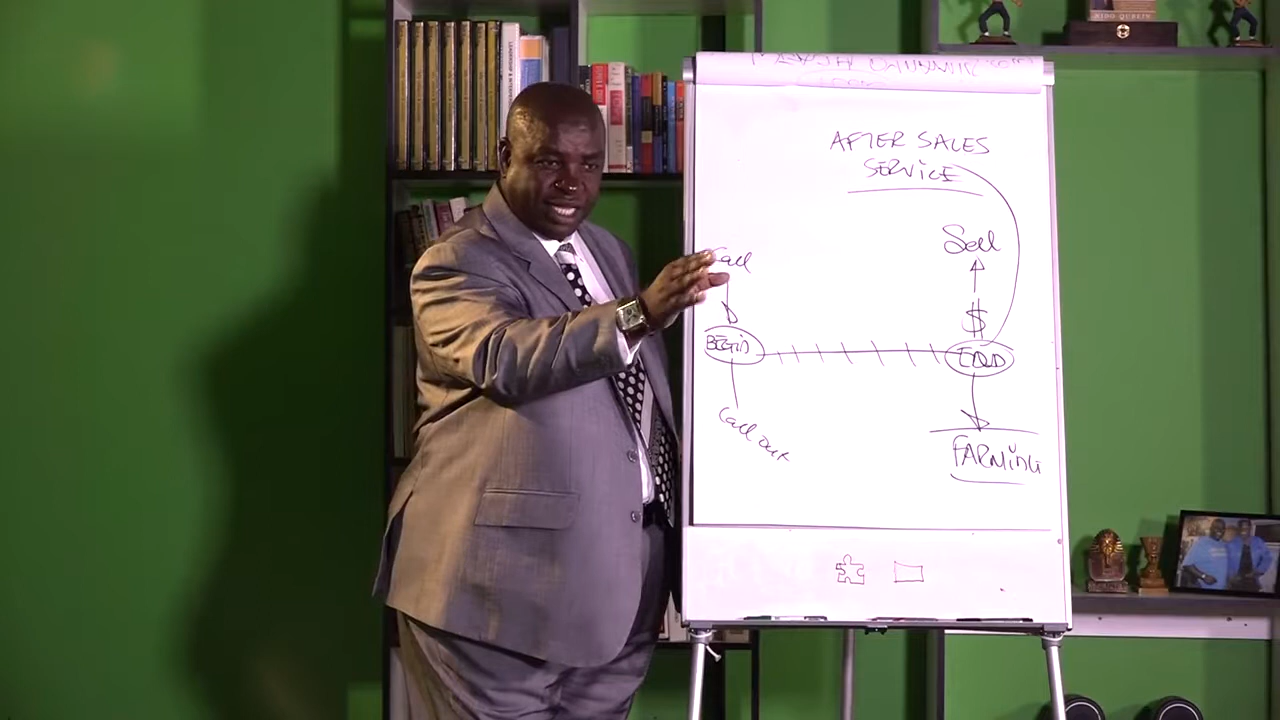 AFTER SALES
SERVICE
Sell
Call
$
BEGIN
END
Call out
FARMING